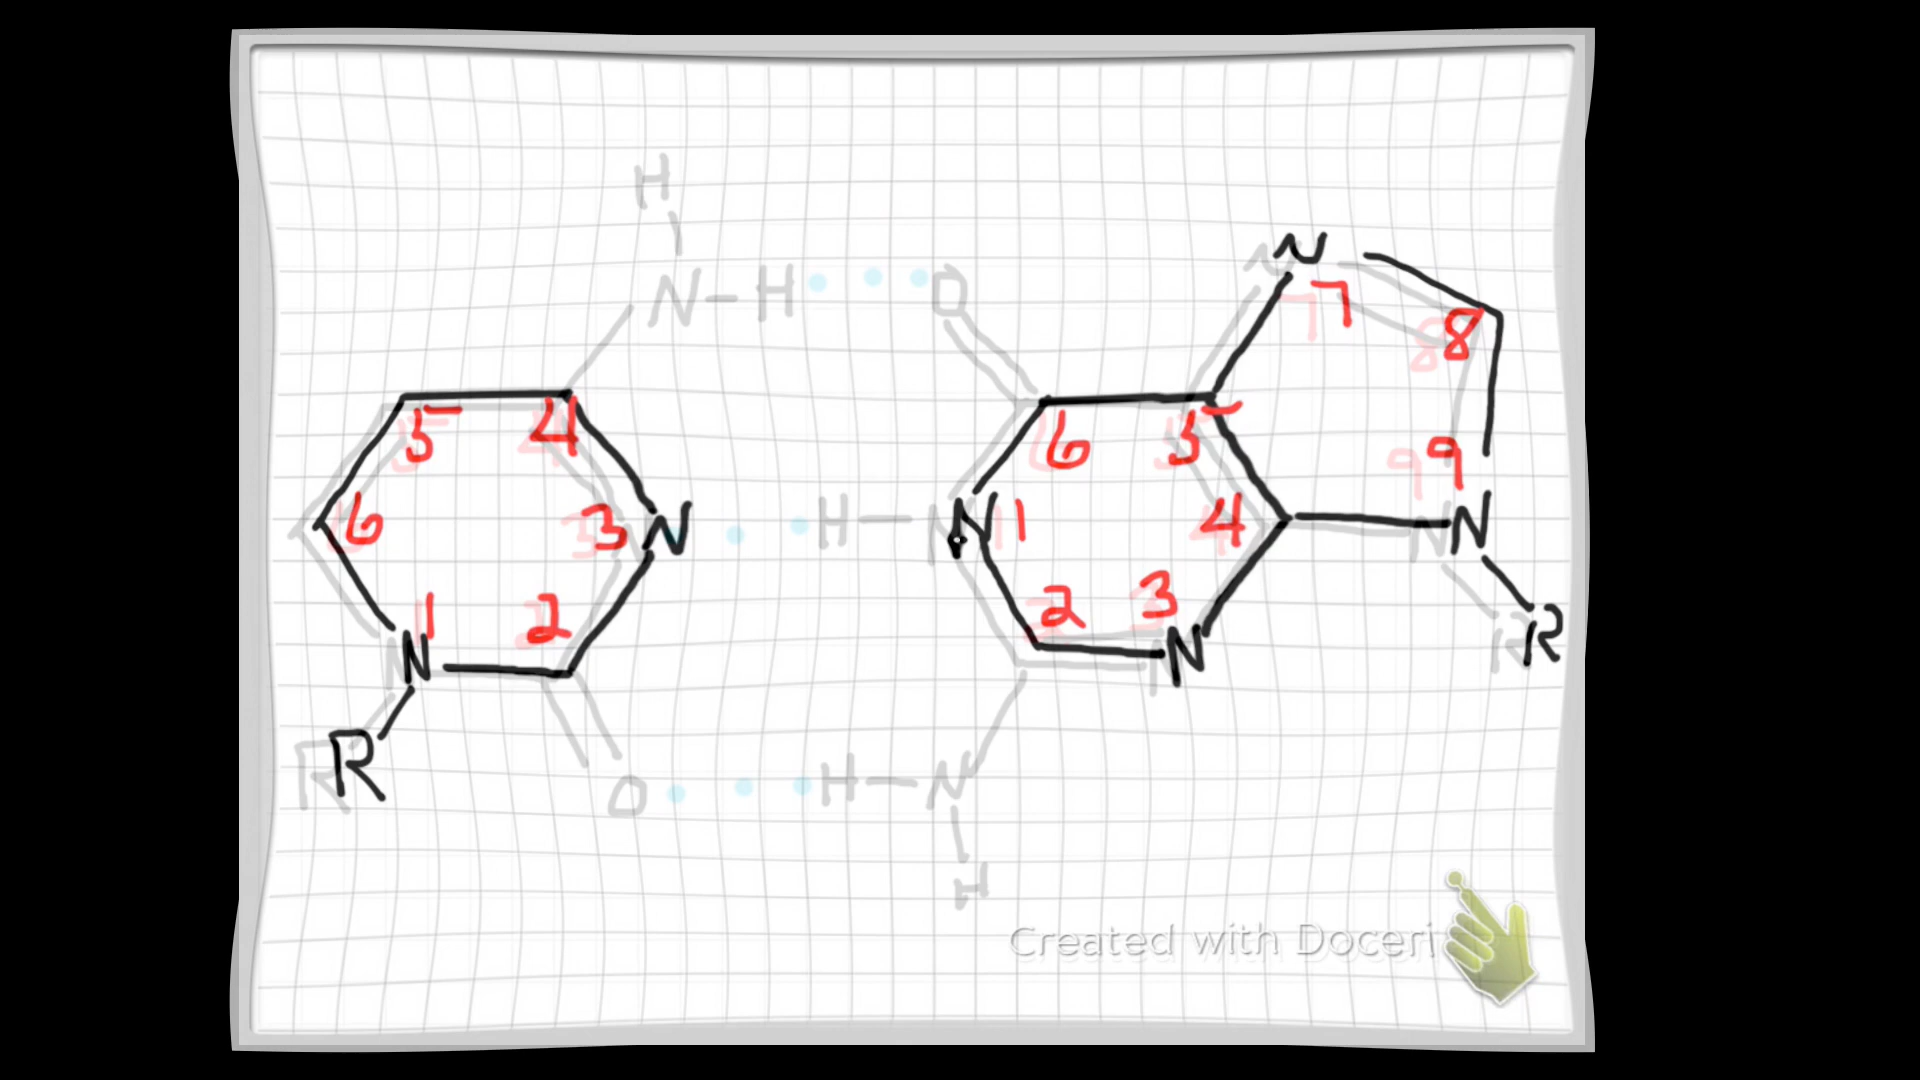 H
N H O
N
7
8
5 4 6 5 9
6 3 N H N 1 4 N
1 2 2 3
N N R
R
O H N
H
Created with Doceri